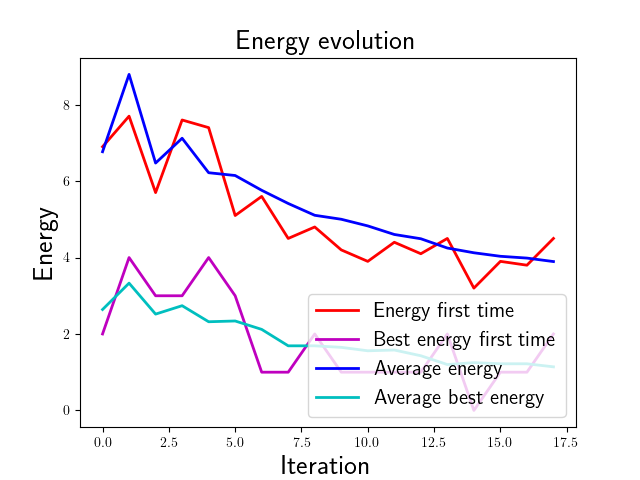 Energy evolution
Energy
8
6
4
2
0
Energy first time
Best energy first time
Average energy
Average best energy
0.0 2.5 5.0 7.5 10.0 12.5 15.0 17.5
Iteration